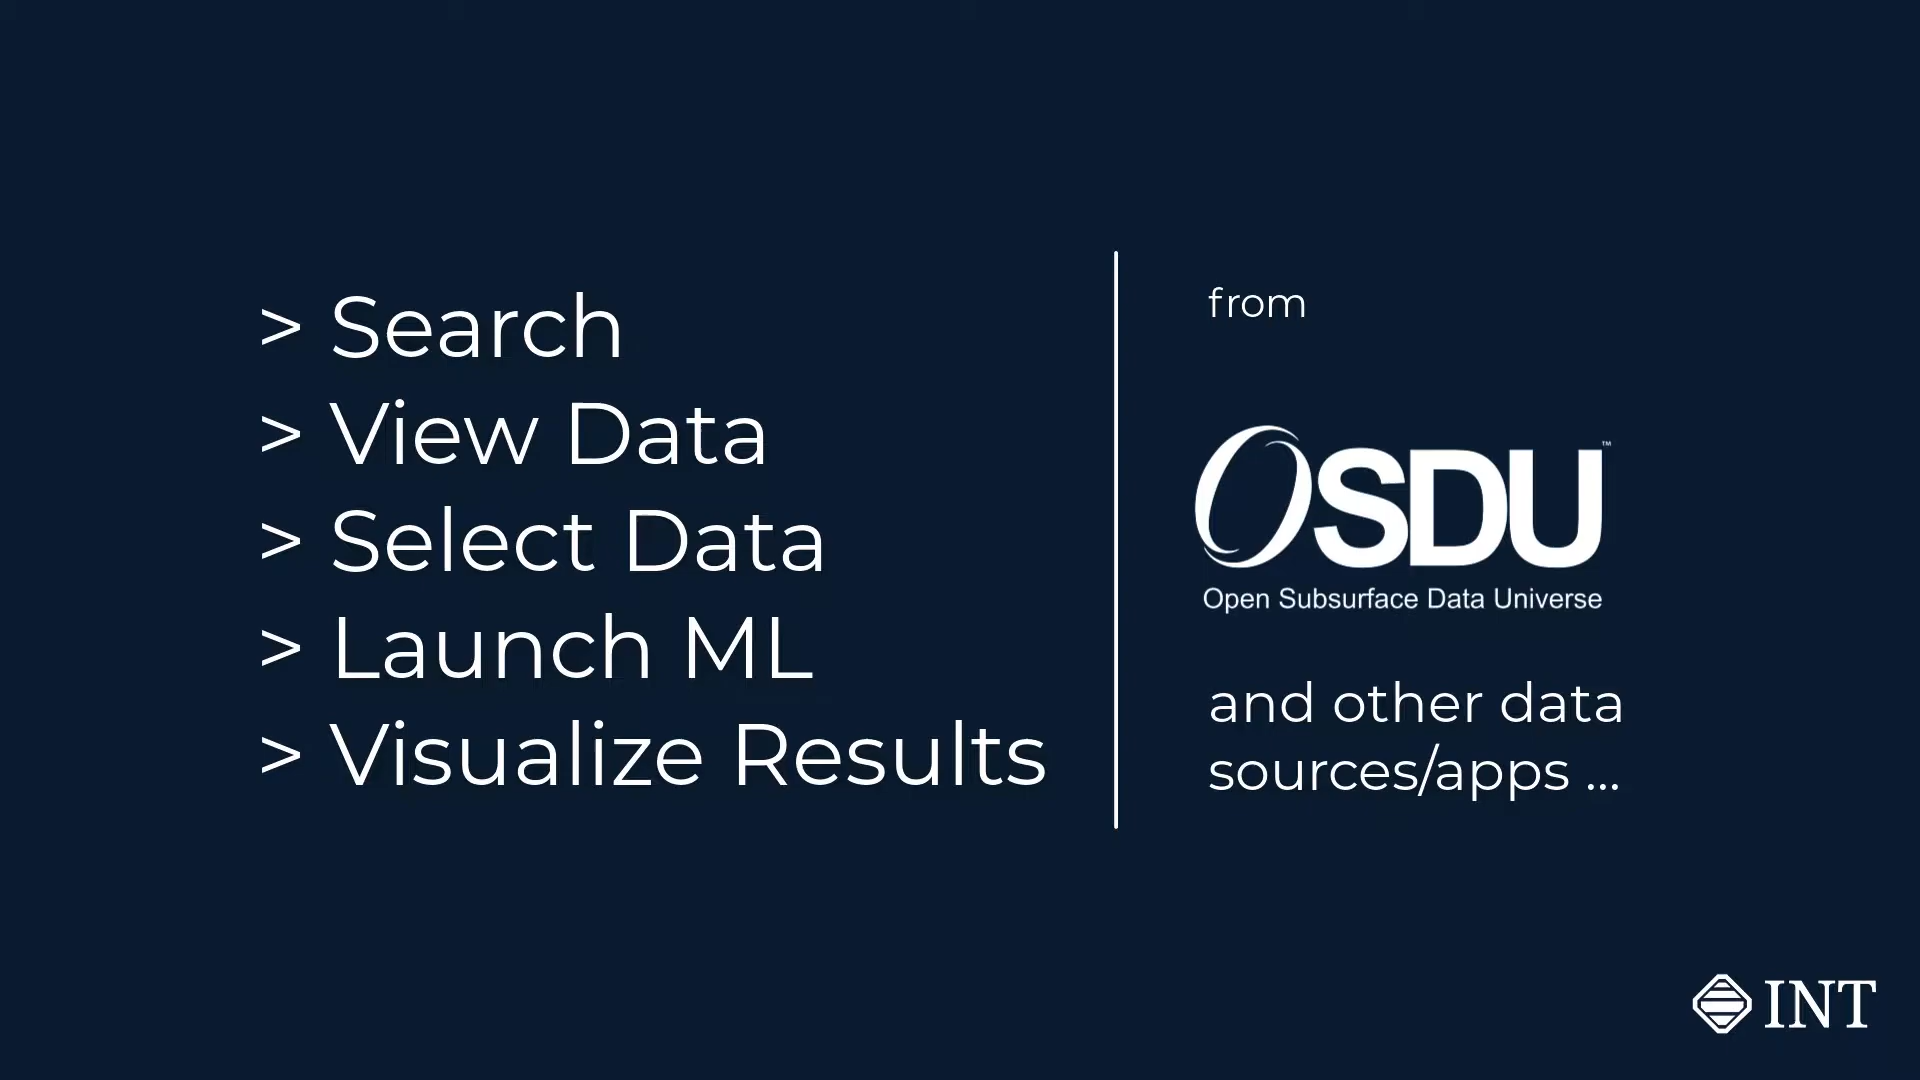 > Search
> View Data
> Select Data
> Launch ML
> Visualize Results
from
OSDU™
Open Subsurface Data Universe
and other data
sources/apps ...
INT